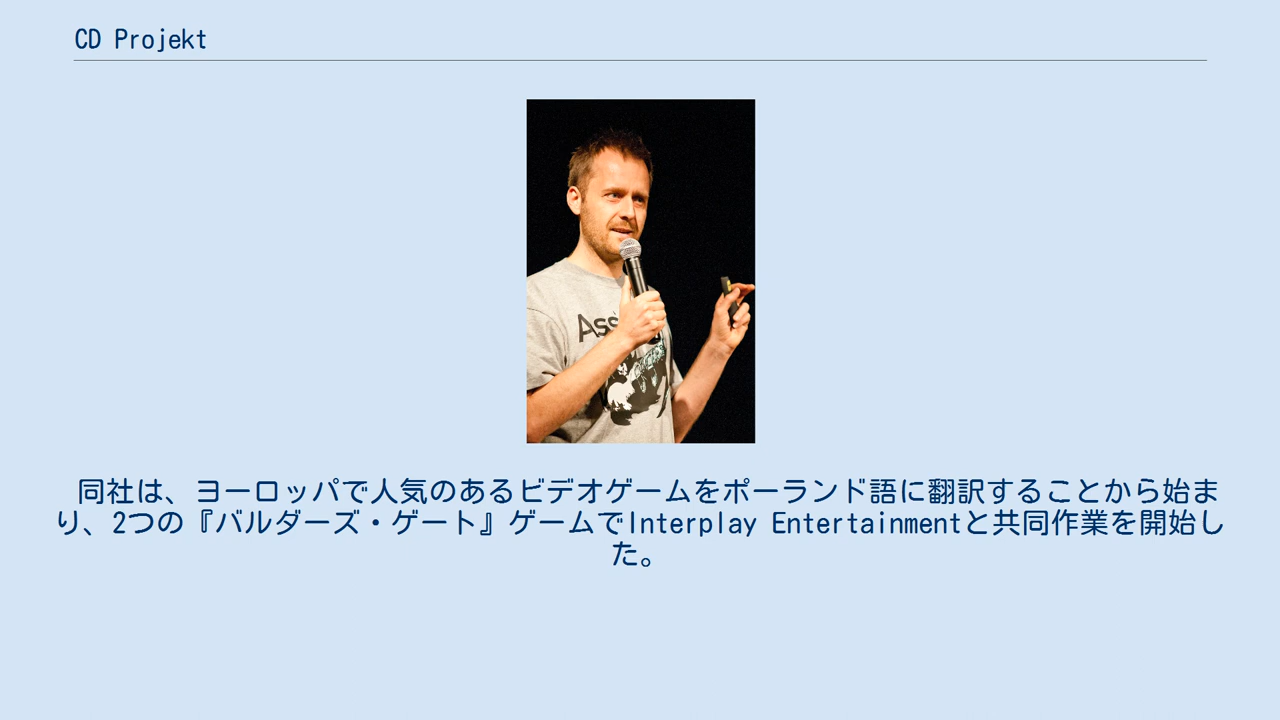 CD Projekt
Ass
同社は、ヨーロッパで人気のあるビデオゲームをポーランド語に翻訳することから始ま
り、2つの『バルダーズ・ゲート』ゲームでInterplay Entertainmentと共同作業を開始し
た。